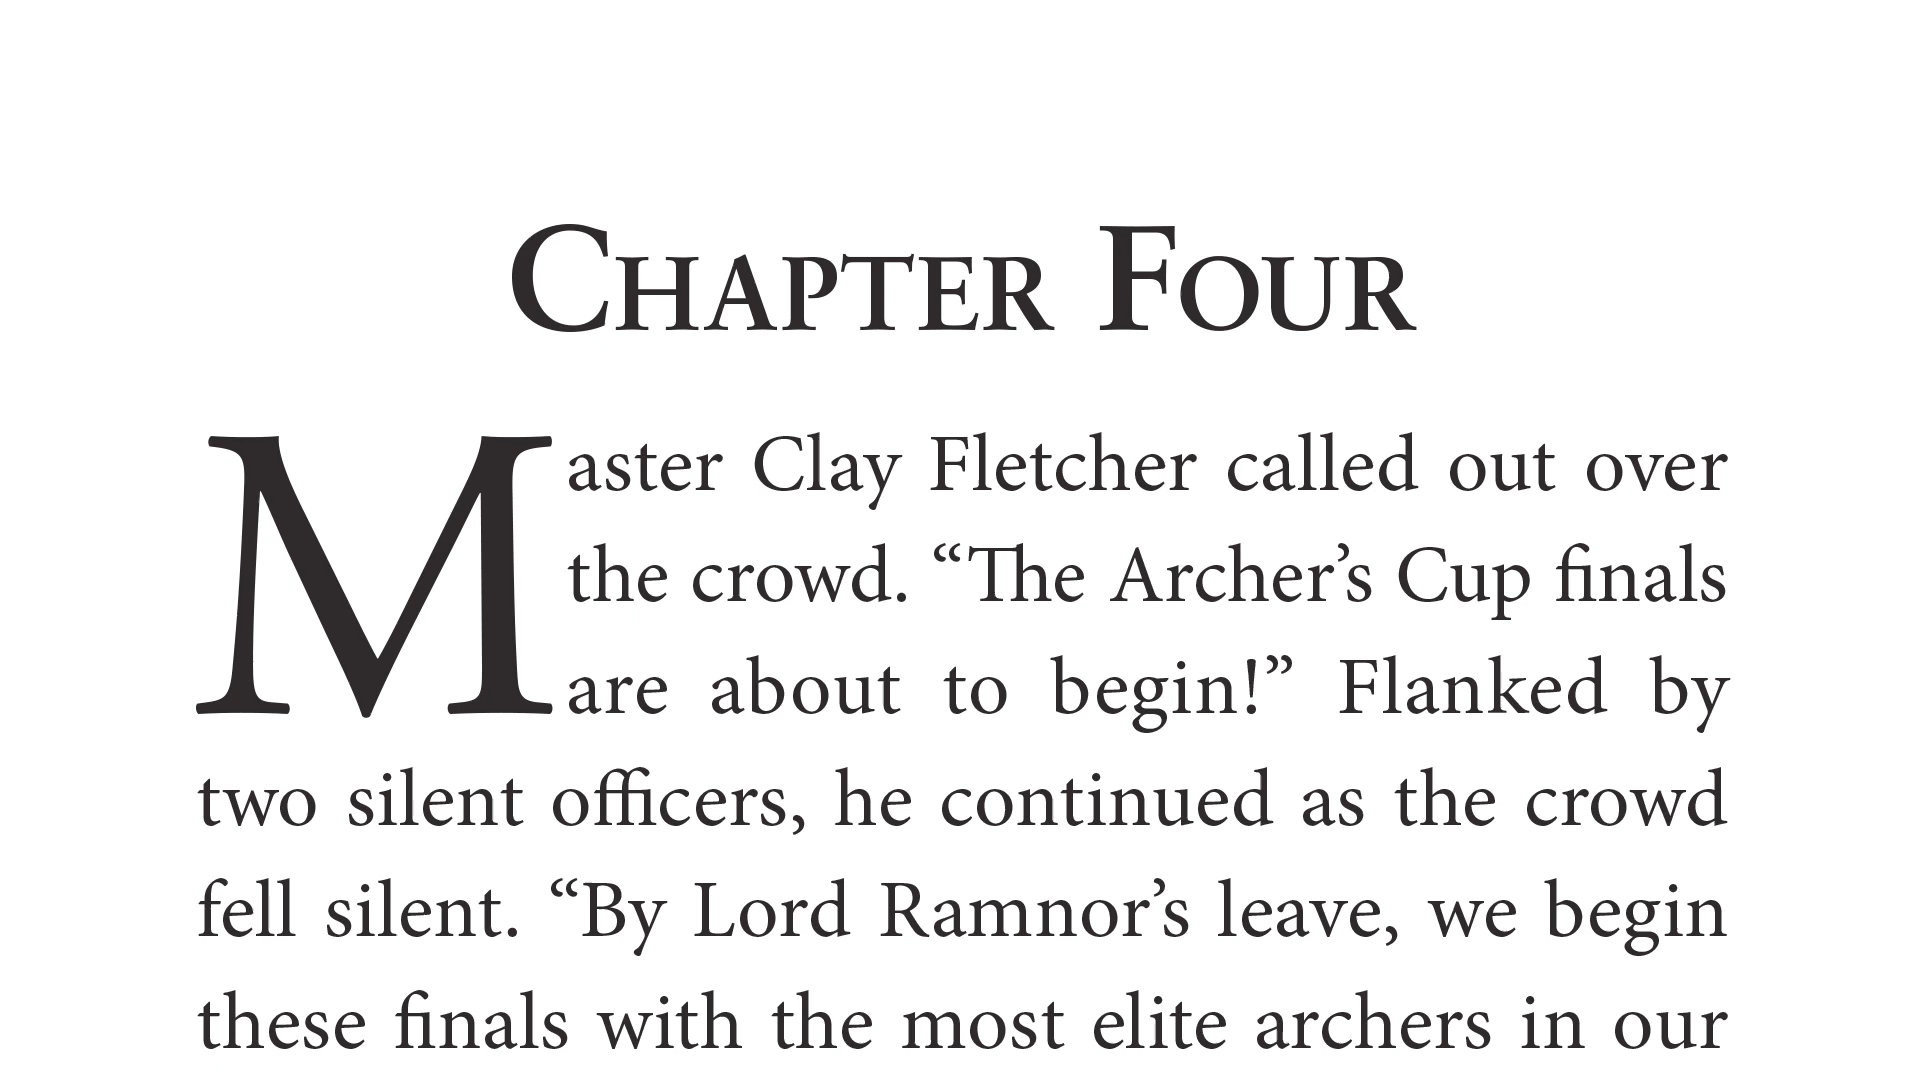 Chapter Four
Master Clay Fletcher called out over
the crowd. “The Archer’s Cup finals
are about to begin!” Flanked by
two silent officers, he continued as the crowd
fell silent. “By Lord Ramnor’s leave, we begin
these finals with the most elite archers in our